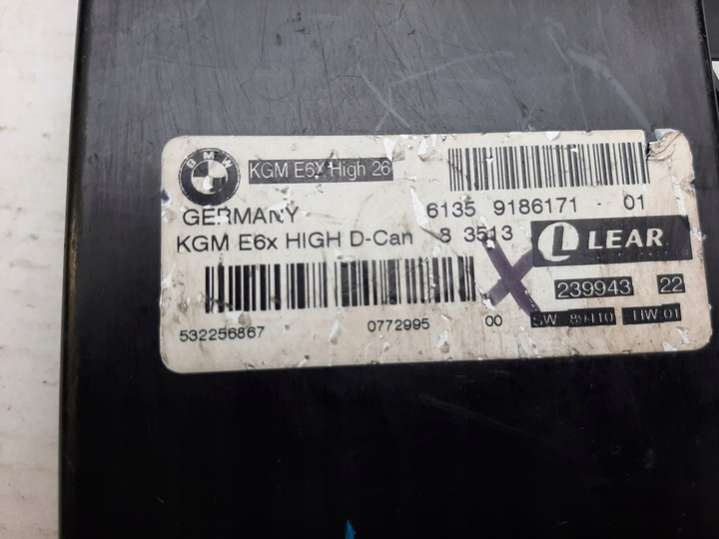 BMW
KGM E6X High 26
GERMANY 6135 9186171 - 01
KGM E6x HIGH D-Can 8 3513
L LEAR
239943 22
532256867 0772995 00 SW HW:01